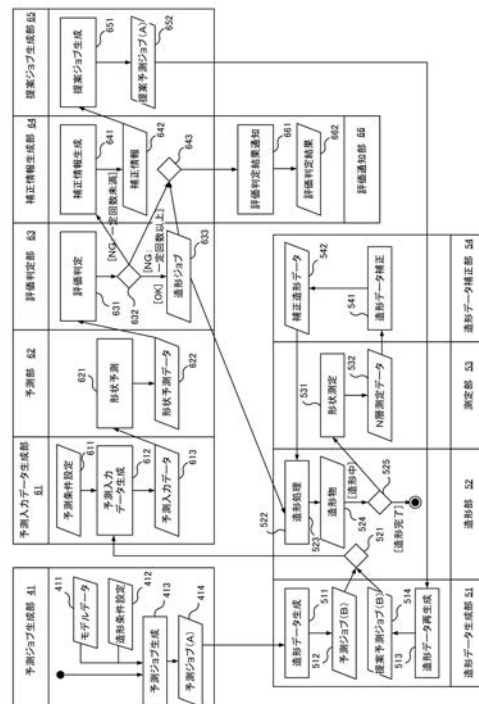 予測ジョブ生成部 41
モデルデータ
411
造形条件設定
412
予測ジョブ生成
413
予測ジョブ(A)
414
予測入力データ生成部
61
予測条件設定
611
予測入力
データ生成
612
予測入力データ
613
予測部 62
形状予測
621
形状予測データ
622
評価判定部 63
評価判定
631
632
[NG:一定回数未満]
[NG:
一定回数以上]
[OK]
造形ジョブ
633
補正情報生成部 64
補正情報生成
641
補正情報
642
643
評価判定結果通知
661
評価判定結果
662
評価通知部 66
提案ジョブ生成部 65
提案ジョブ生成
651
提案予測ジョブ(A)
652
データ生成部 51
造形データ生成
511
予測ジョブ(B)
512
提案予測ジョブ(B)
514
造形データ再生成
513
造形部 52
521
造形処理
522
523
造形物
524
[造形中]
525
[造形完了]
測定部 53
形状測定
531
N層測定データ
532
造形データ補正部 54
補正造形データ
542
造形データ補正
541